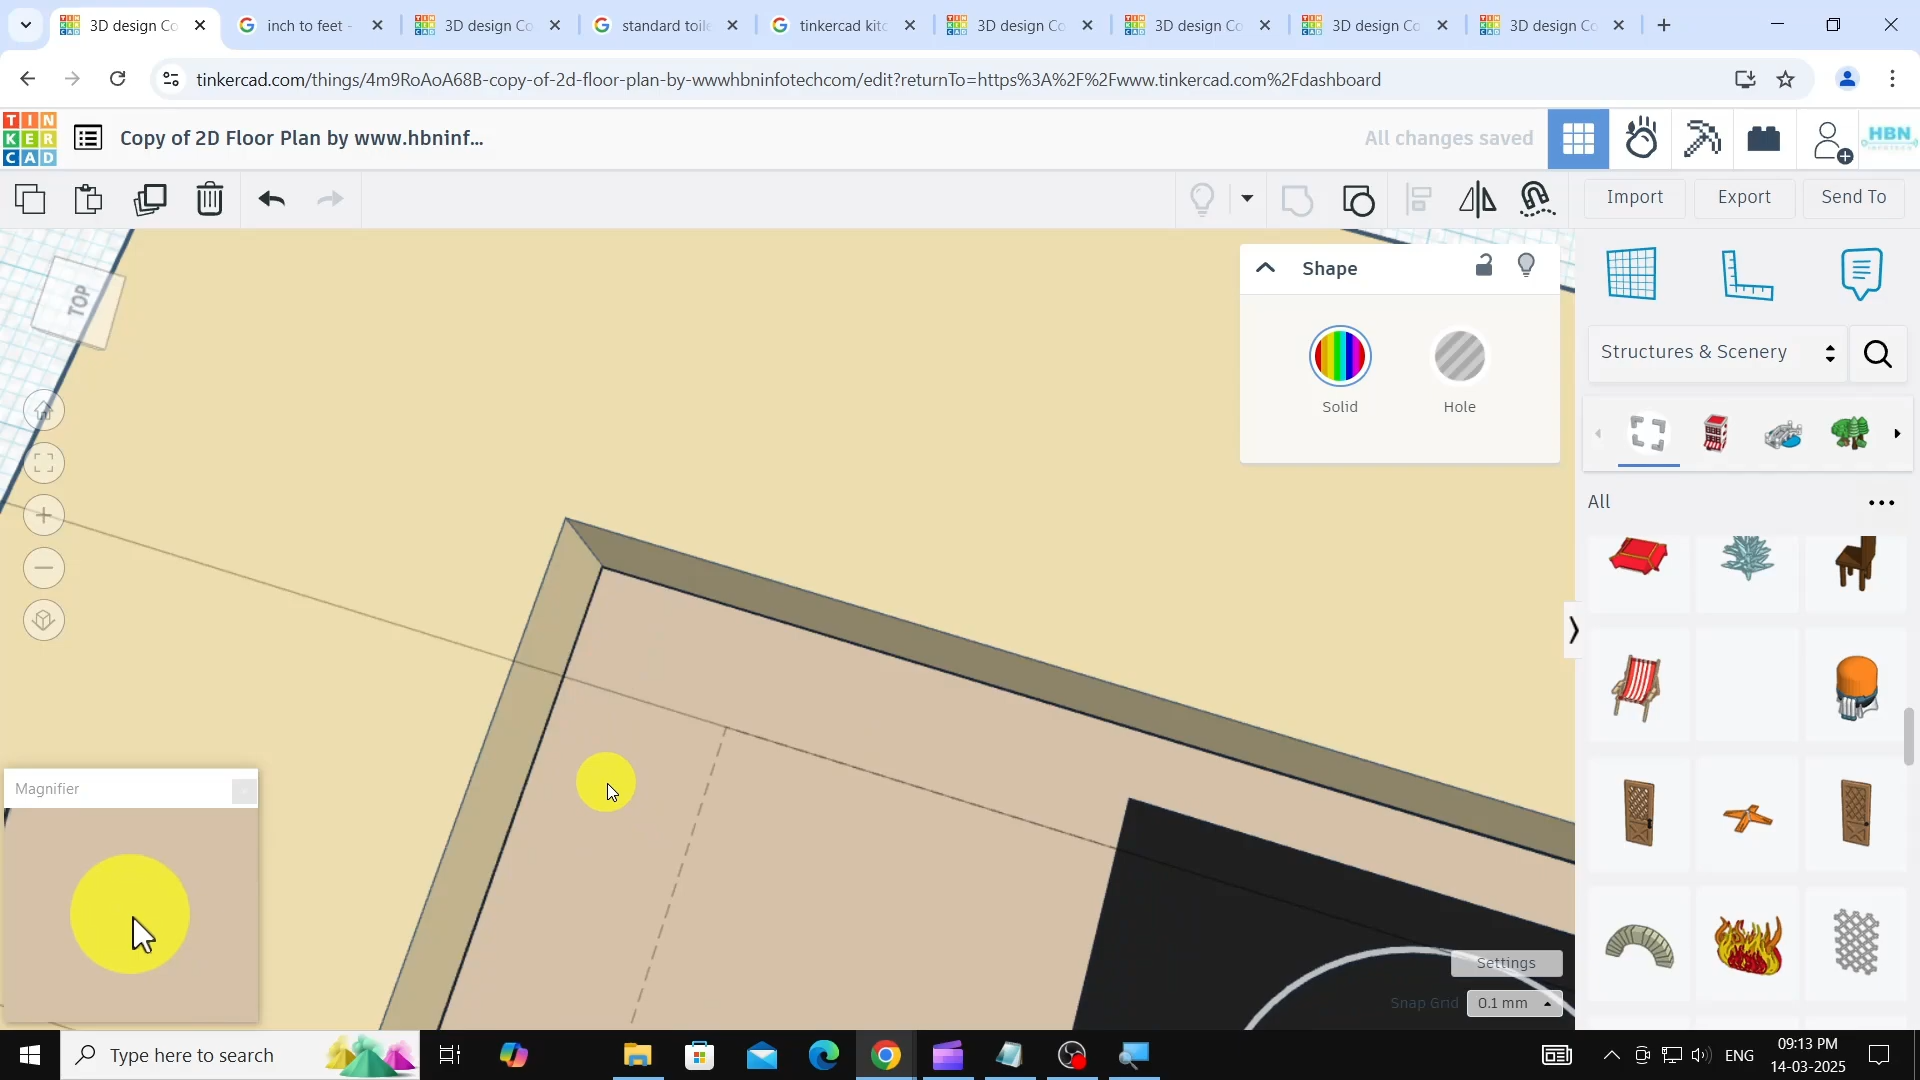 3D design Co
inch to feet -
3D design Co
standard toile
tinkercad kitc
3D design Co
3D design Co
3D design Co
3D design Co
tinkercad.com/things/4m9RoAoA68B-copy-of-2d-floor-plan-by-wwwhbninfotechcom/edit?returnTo=https%3A%2F%2Fwww.tinkercad.com%2Fdashboard
TIN
KER
CAD
Copy of 2D Floor Plan by www.hbninf...
All changes saved
HBN
Import
Export
Send To
TOP
Shape
Solid
Hole
Structures & Scenery
All
Magnifier
Settings
Snap Grid
0.1 mm
Type here to search
ENG
09:13 PM
14-03-2025